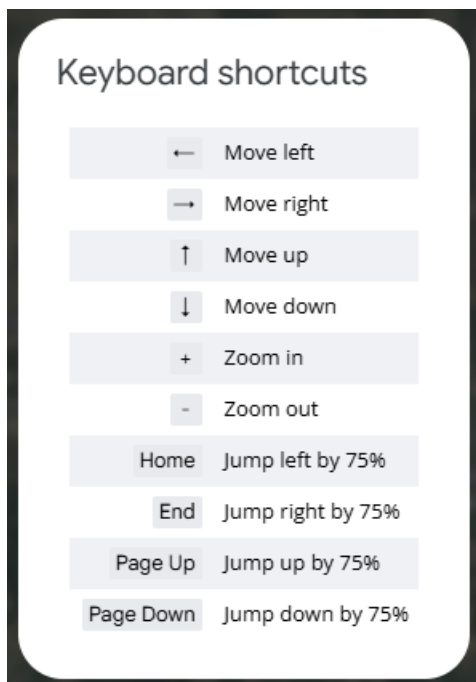 Keyboard shortcuts
← Move left
→ Move right
↑ Move up
↓ Move down
+ Zoom in
- Zoom out
Home Jump left by 75%
End Jump right by 75%
Page Up Jump up by 75%
Page Down Jump down by 75%